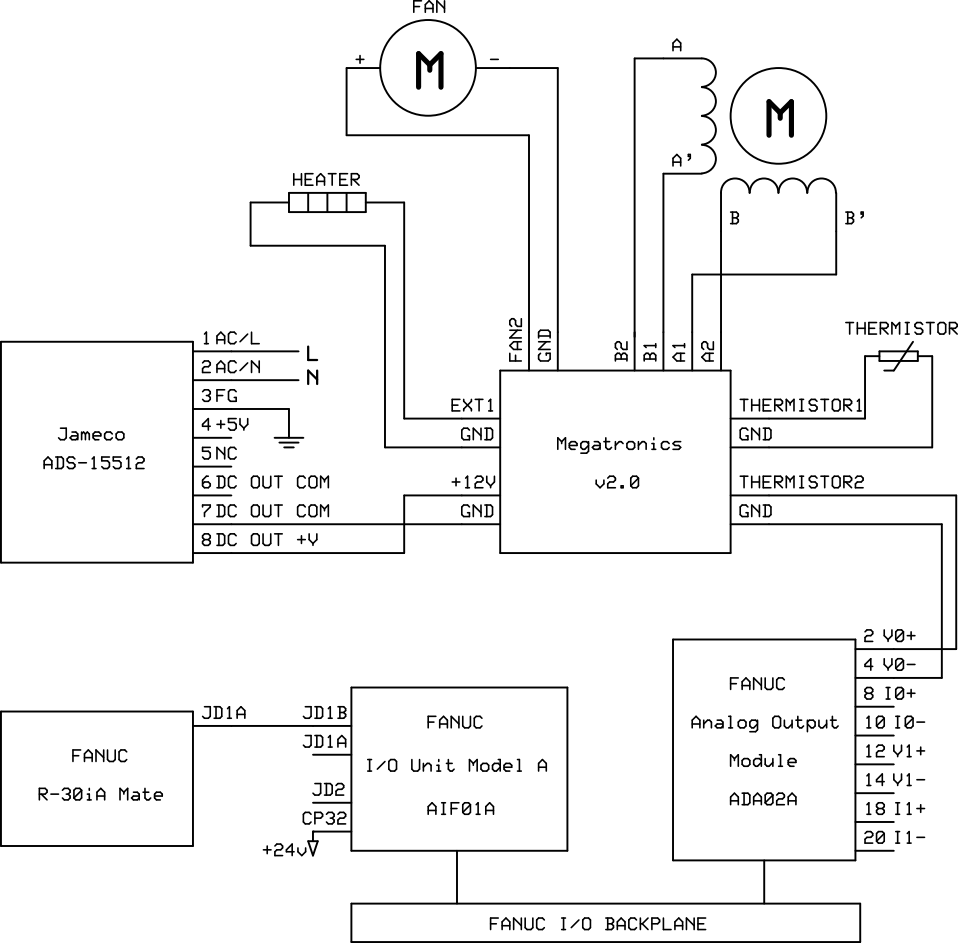 FAN
+
-
M
A
M
A'
HEATER
B
B'
FAN2
GND
B2
B1
A1
A2
THERMISTOR
1 AC/L
L
2 AC/N
N
3 FG
4 +5V
5 NC
6 DC OUT COM
7 DC OUT COM
8 DC OUT +V
Jameco
ADS-15512
EXT1
GND
+12V
GND
Megatronics
v2.0
THERMISTOR1
GND
THERMISTOR2
GND
2 V0+
4 V0-
8 I0+
10 I0-
12 V1+
14 V1-
18 I1+
20 I1-
FANUC
Analog Output
Module
ADA02A
JD1A
JD1B
JD1A
JD2
CP32
+24v
FANUC
I/O Unit Model A
AIF01A
FANUC
R-30iA Mate
FANUC I/O BACKPLANE